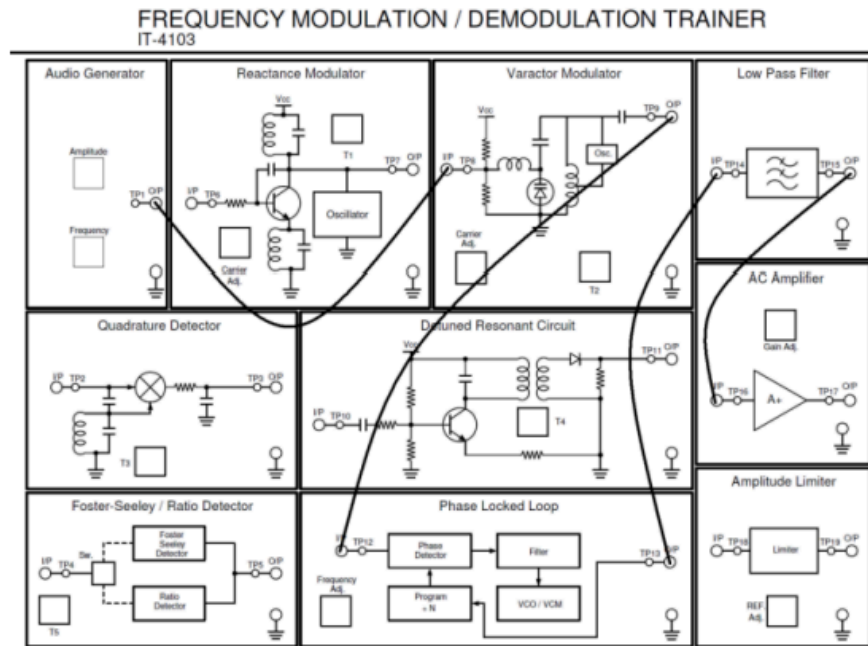 FREQUENCY MODULATION / DEMODULATION TRAINER
IT-4103
Audio Generator
Amplitude
TP1 O/P
Frequency
Reactance Modulator
Vcc
T1
I/P TP6
TP7 O/P
Oscillator
Carrier
Adj.
Varactor Modulator
TP9 O/P
Vcc
I/P TP8
Osc.
Carrier
Adj.
T2
Low Pass Filter
I/P TP14
TP15 O/P
AC Amplifier
Gain Adj.
I/P TP16
A+
TP17 O/P
Quadrature Detector
I/P TP2
TP3 O/P
T3
Detuned Resonant Circuit
Vcc
TP11 O/P
I/P TP10
T4
Amplitude Limiter
I/P TP18
Limiter
TP19 O/P
REF.
Adj.
Foster-Seeley / Ratio Detector
Foster
Seeley
Detector
Sw.
I/P TP4
TP5 O/P
Ratio
Detector
T5
Phase Locked Loop
I/P TP12
Phase
Detector
Filter
TP13 O/P
Frequency
Adj.
Program
÷ N
VCO / VCM